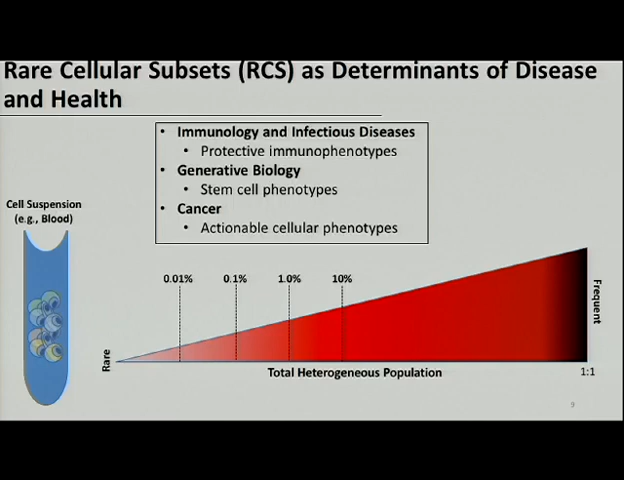 Rare Cellular Subsets (RCS) as Determinants of Disease
and Health
• Immunology and Infectious Diseases
• Protective immunophenotypes
• Generative Biology
• Stem cell phenotypes
• Cancer
• Actionable cellular phenotypes
Cell Suspension
(e.g., Blood)
0.01%
0.1%
1.0%
10%
Rare
Frequent
Total Heterogeneous Population
1:1
9